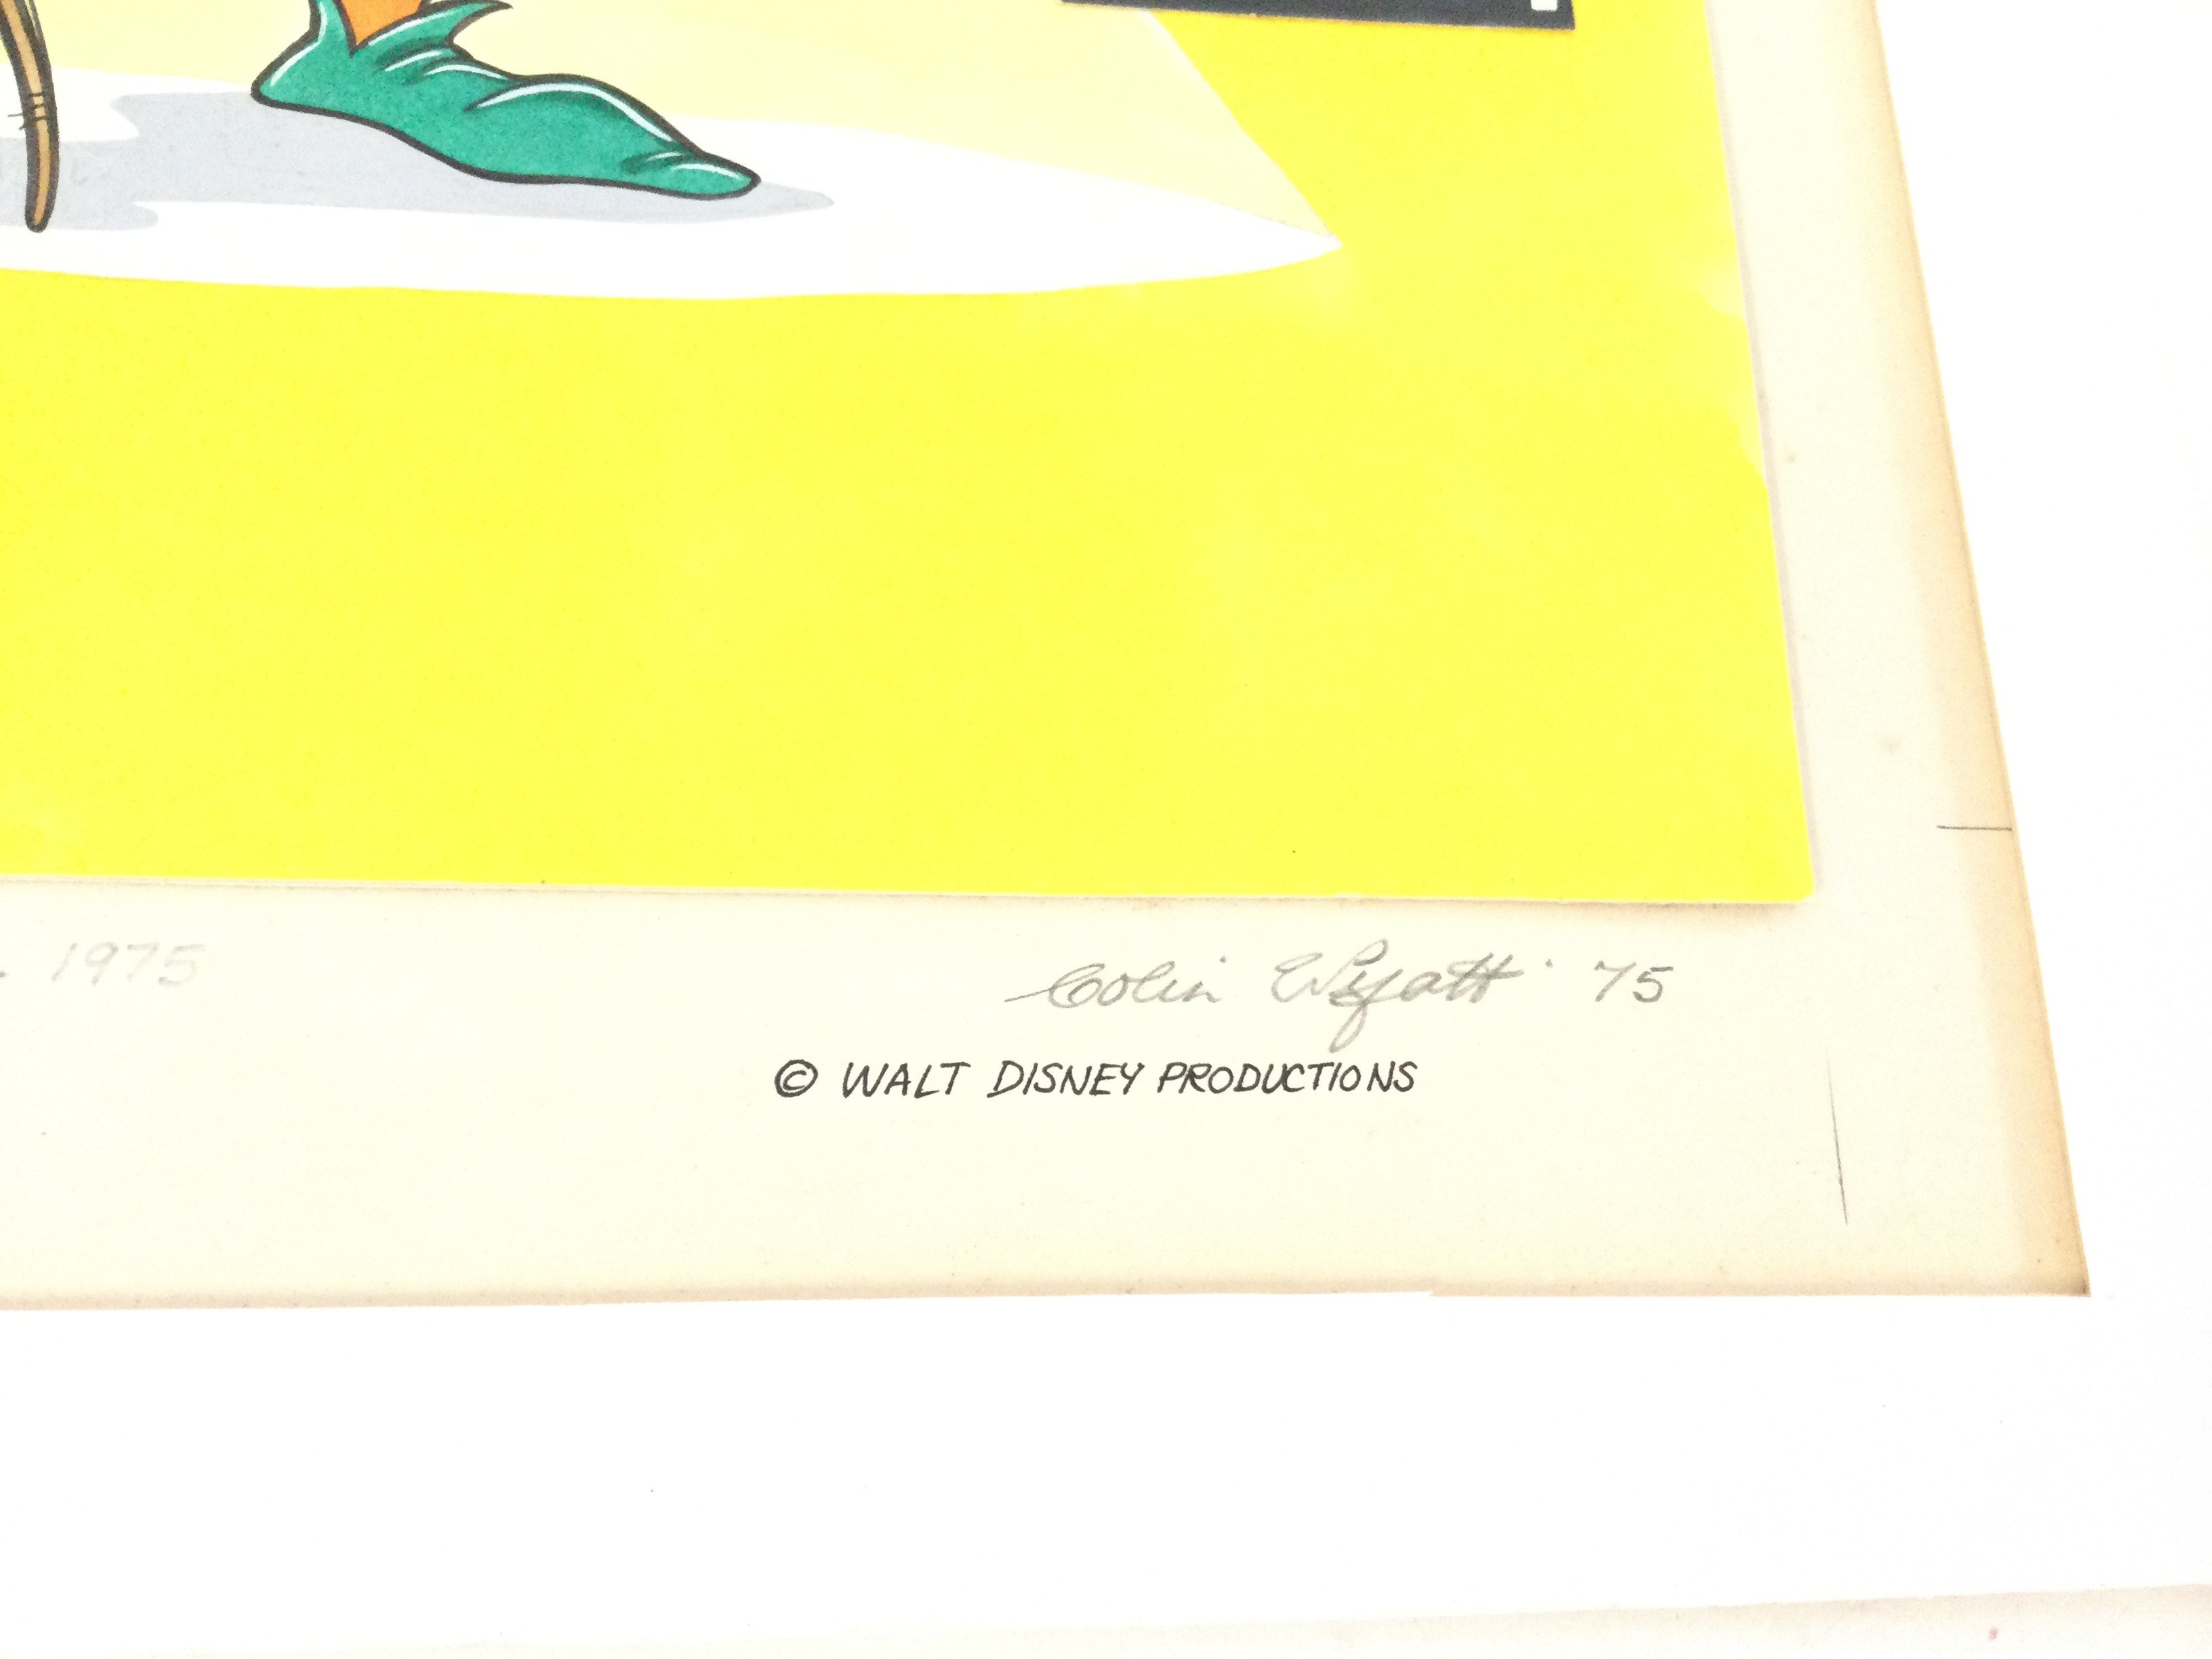 . 1975
Colin Wyatt '75
© WALT DISNEY PRODUCTIONS